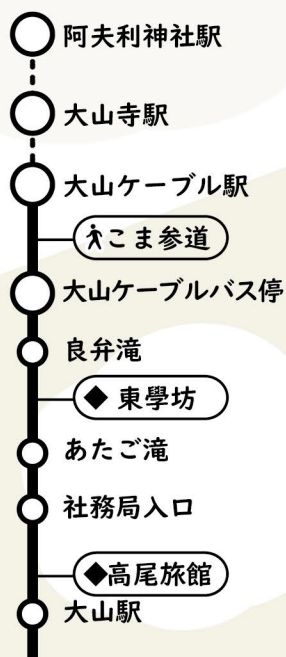 阿夫利神社駅
大山寺駅
大山ケーブル駅
こま参道
大山ケーブルバス停
良弁滝
◆ 東學坊
あたご滝
社務局入口
◆高尾旅館
大山駅